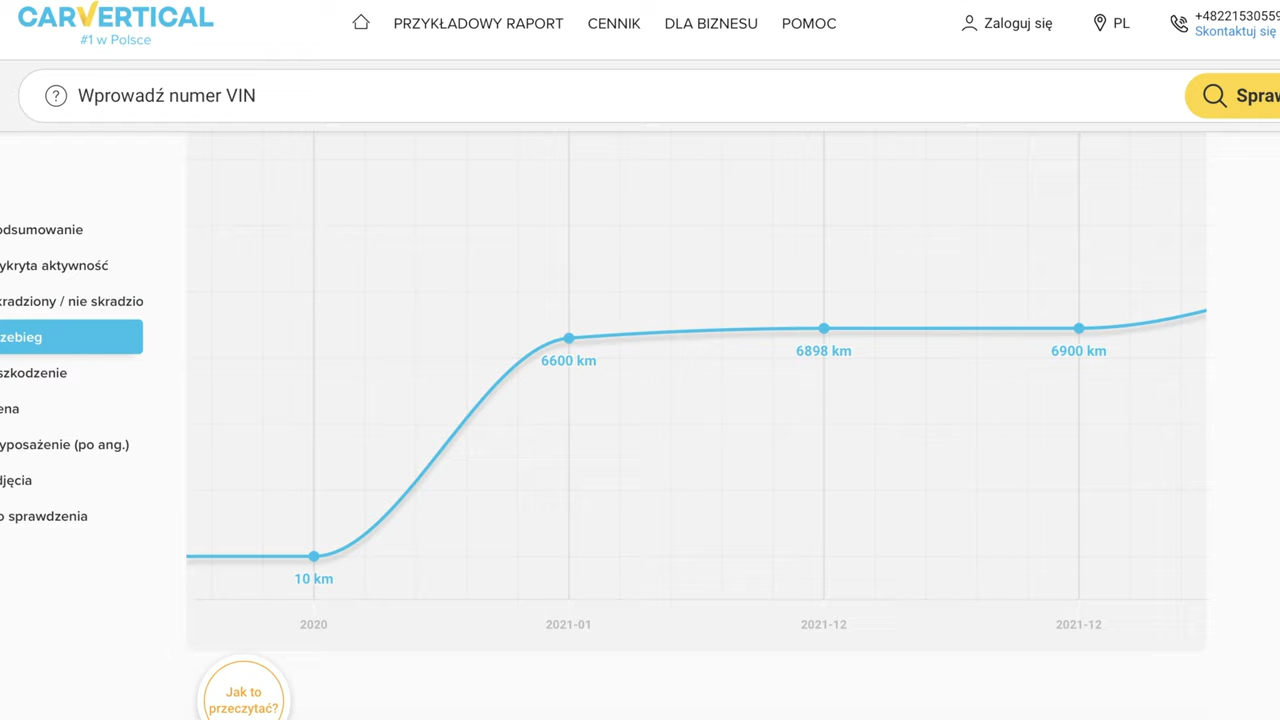 CARVERTICAL
#1 w Polsce
PRZYKŁADOWY RAPORT
CENNIK
DLA BIZNESU
POMOC
Zaloguj się
PL
+4822153055
Skontaktuj się
? Wprowadź numer VIN
Spraw
odsumowanie
ykryta aktywność
kradziony / nie skradzio
zebieg
szkodzenie
ena
yposażenie (po ang.)
djęcia
o sprawdzenia
10 km
6600 km
6898 km
6900 km
2020
2021-01
2021-12
2021-12
Jak to
przeczytać?